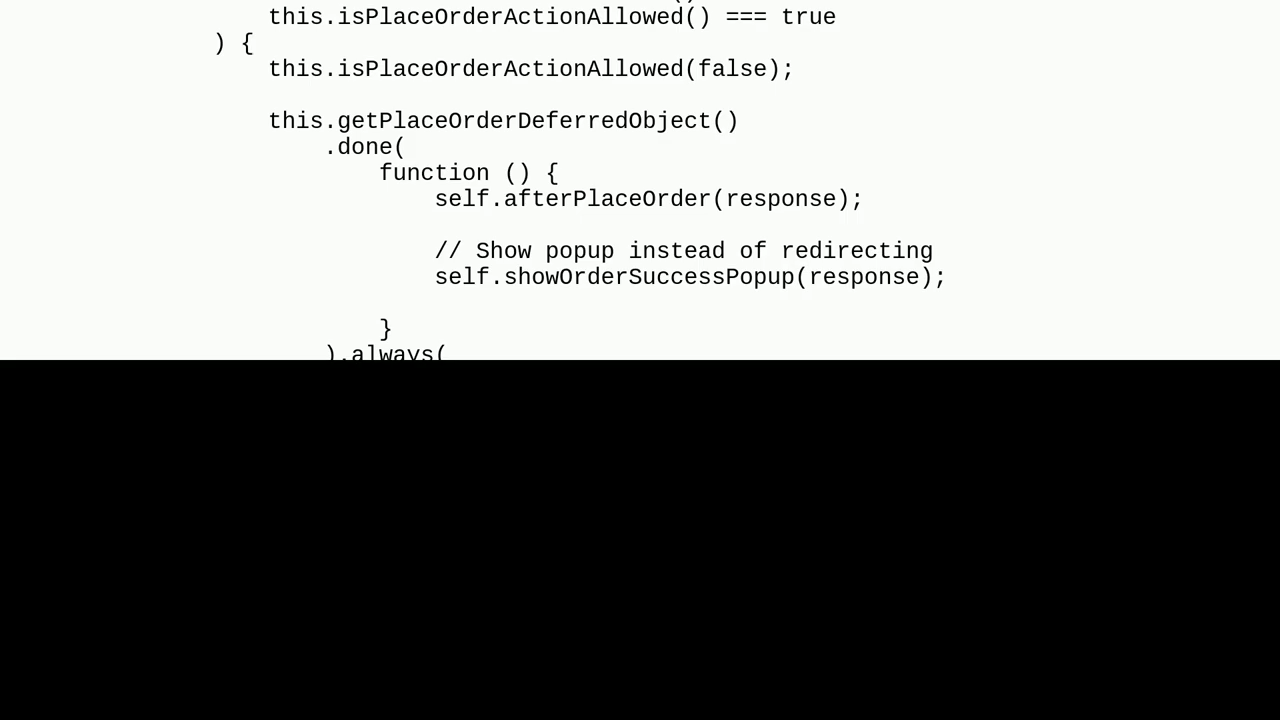 this.isPlaceOrderActionAllowed() === true
) {
this.isPlaceOrderActionAllowed(false);
this.getPlaceOrderDeferredObject()
.done(
function () {
self.afterPlaceOrder(response);
// Show popup instead of redirecting
self.showOrderSuccessPopup(response);
}
).always(